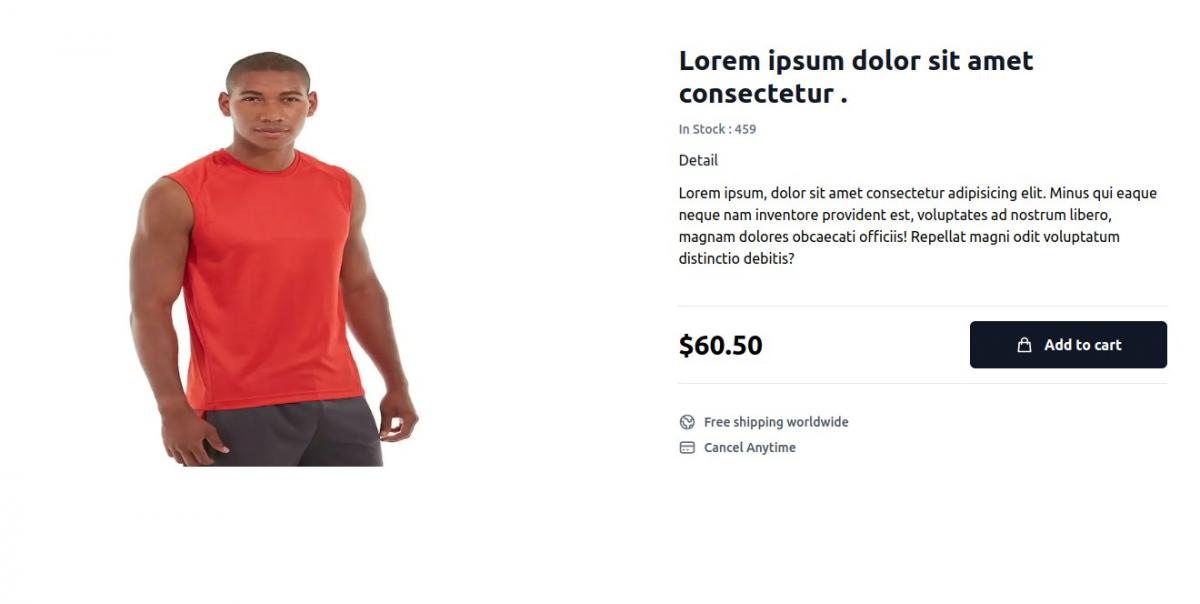 Lorem ipsum dolor sit amet
consectetur .
In Stock : 459
Detail
Lorem ipsum, dolor sit amet consectetur adipisicing elit. Minus qui eaque
neque nam inventore provident est, voluptates ad nostrum libero,
magnam dolores obcaecati officiis! Repellat magni odit voluptatum
distinctio debitis?
$60.50
Add to cart
Free shipping worldwide
Cancel Anytime